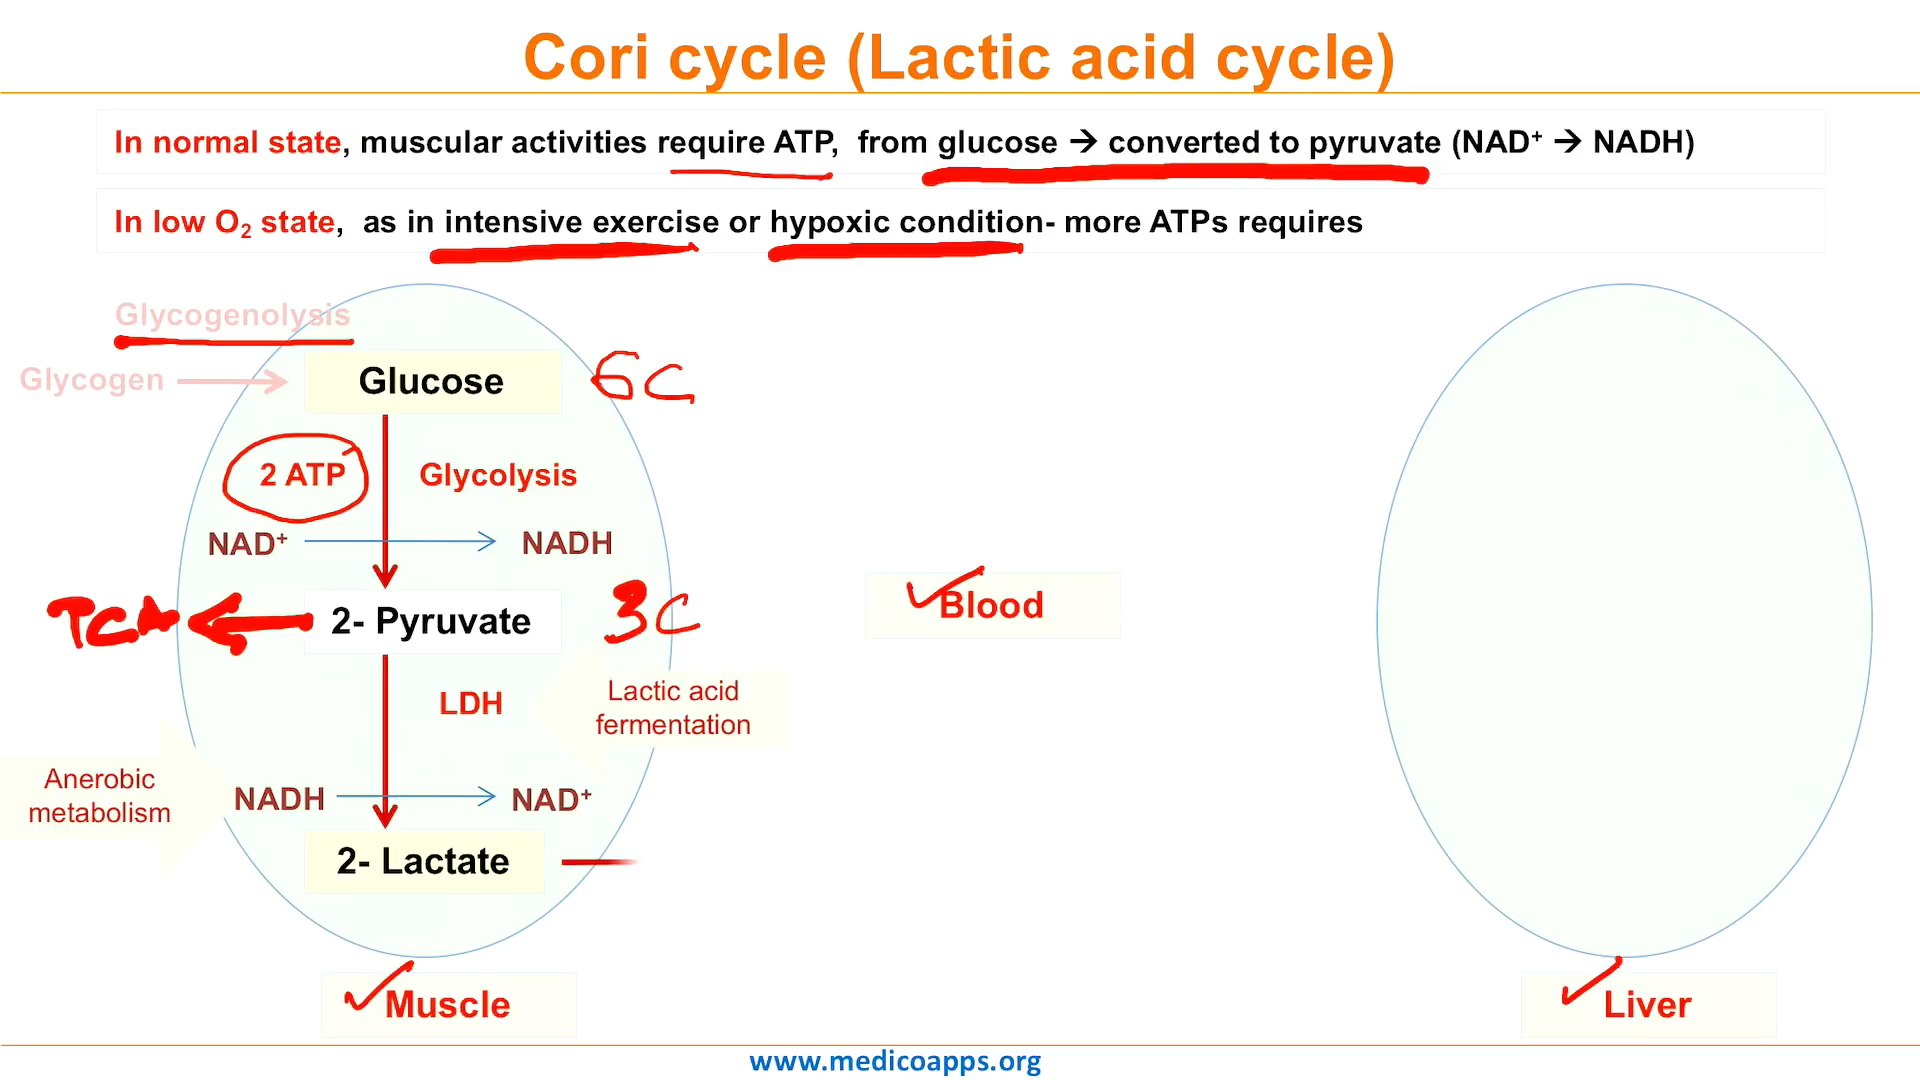 Cori cycle (Lactic acid cycle)
In normal state, muscular activities require ATP, from glucose → converted to pyruvate (NAD⁺ → NADH)
In low O₂ state, as in intensive exercise or hypoxic condition- more ATPs requires
Glycogenolysis
Glycogen
Glucose
6C
2 ATP
Glycolysis
NAD⁺
NADH
TCA
2- Pyruvate
3C
Blood
LDH
Lactic acid
fermentation
Anerobic
metabolism
NADH
NAD⁺
2- Lactate
Muscle
Liver
www.medicoapps.org